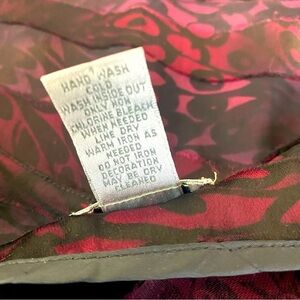 HAND WASH
COLD
WASH INSIDE OUT
ONLY NON
CHLORINE BLEACH
WHEN NEEDED
LINE DRY
WARM IRON AS
NEEDED
DO NOT IRON
DECORATION
MAY BE DRY
CLEANED